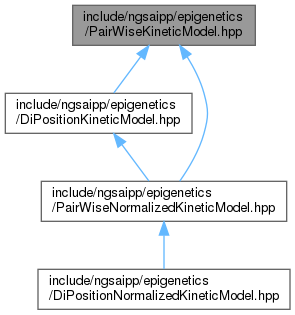 include/ngsaipp/epigenetics
/PairWiseKineticModel.hpp
include/ngsaipp/epigenetics
/DiPositionKineticModel.hpp
include/ngsaipp/epigenetics
/PairWiseNormalizedKineticModel.hpp
include/ngsaipp/epigenetics
/DiPositionNormalizedKineticModel.hpp